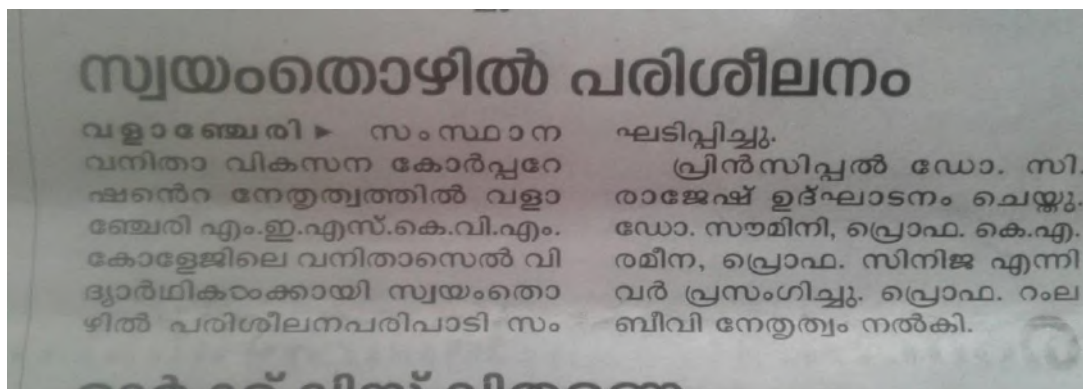 സ്വയംതൊഴിൽ പരിശീലനം
വളാഞ്ചേരി ▶ സംസ്ഥാന
വനിതാ വികസന കോർപ്പറേ
ഷന്റെ നേതൃത്വത്തിൽ വളാ
ഞ്ചേരി എം.ഇ.എസ്.കെ.വി.എം.
കോളേജിലെ വനിതാസെൽ വി
ദ്യാർഥികൾക്കായി സ്വയംതൊ
ഴിൽ പരിശീലനപരിപാടി സം
ഘടിപ്പിച്ചു.
പ്രിൻസിപ്പൽ ഡോ. സി.
രാജേഷ് ഉദ്ഘാടനം ചെയ്തു.
ഡോ. സൗമിനി, പ്രൊഫ. കെ.എ.
രമീന, പ്രൊഫ. സിനിജ എന്നി
വർ പ്രസംഗിച്ചു. പ്രൊഫ. റംല
ബീവി നേതൃത്വം നൽകി.